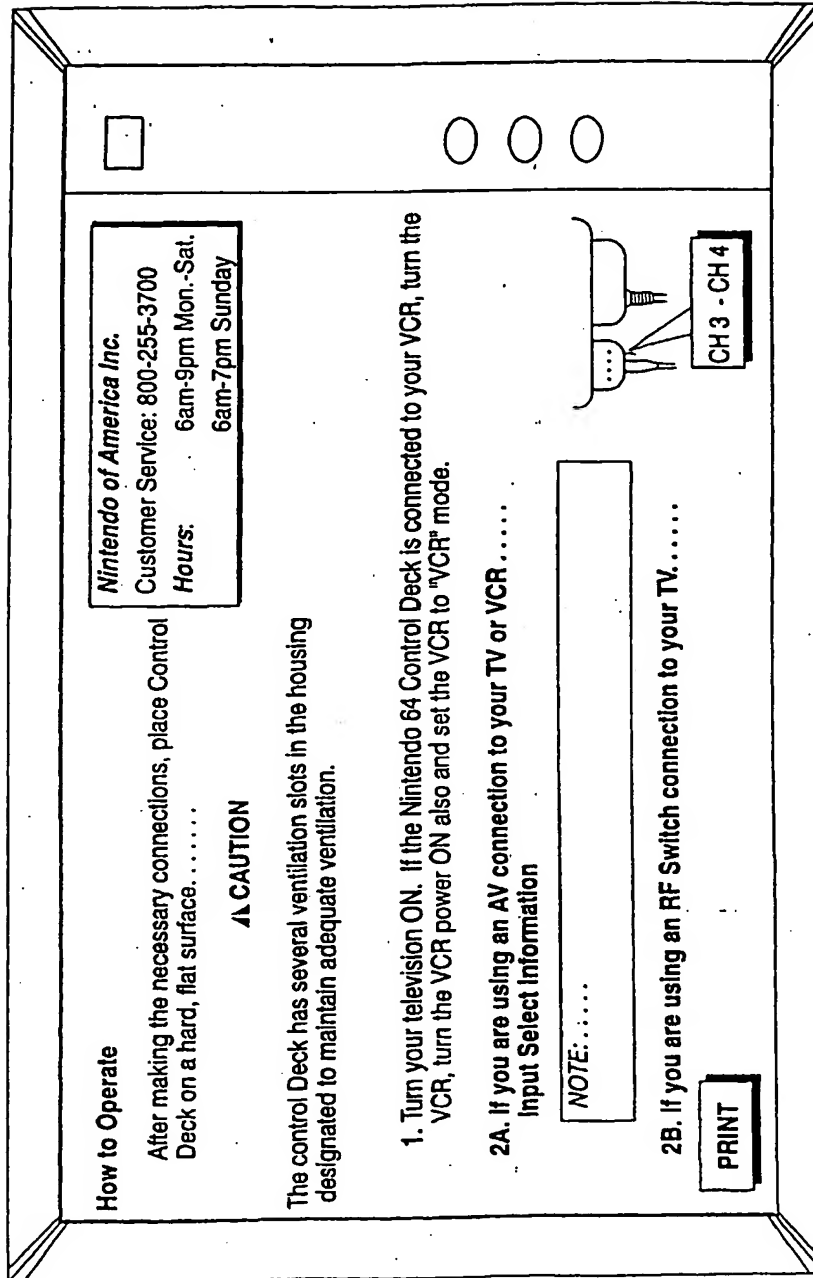 How to Operate
After making the necessary connections, place Control
Deck on a hard, flat surface.......
Nintendo of America Inc.
Customer Service: 800-255-3700
Hours: 6am-9pm Mon.-Sat.
6am-7pm Sunday
CAUTION
The control Deck has several ventilation slots in the housing
designated to maintain adequate ventilation.
1. Turn your television ON. If the Nintendo 64 Control Deck is connected to your VCR, turn the
VCR, turn the VCR power ON also and set the VCR to "VCR" mode.
2A. If you are using an AV connection to your TV or VCR.....
Input Select Information
NOTE:.....
2B. If you are using an RF Switch connection to your TV......
CH 3 - CH 4
PRINT